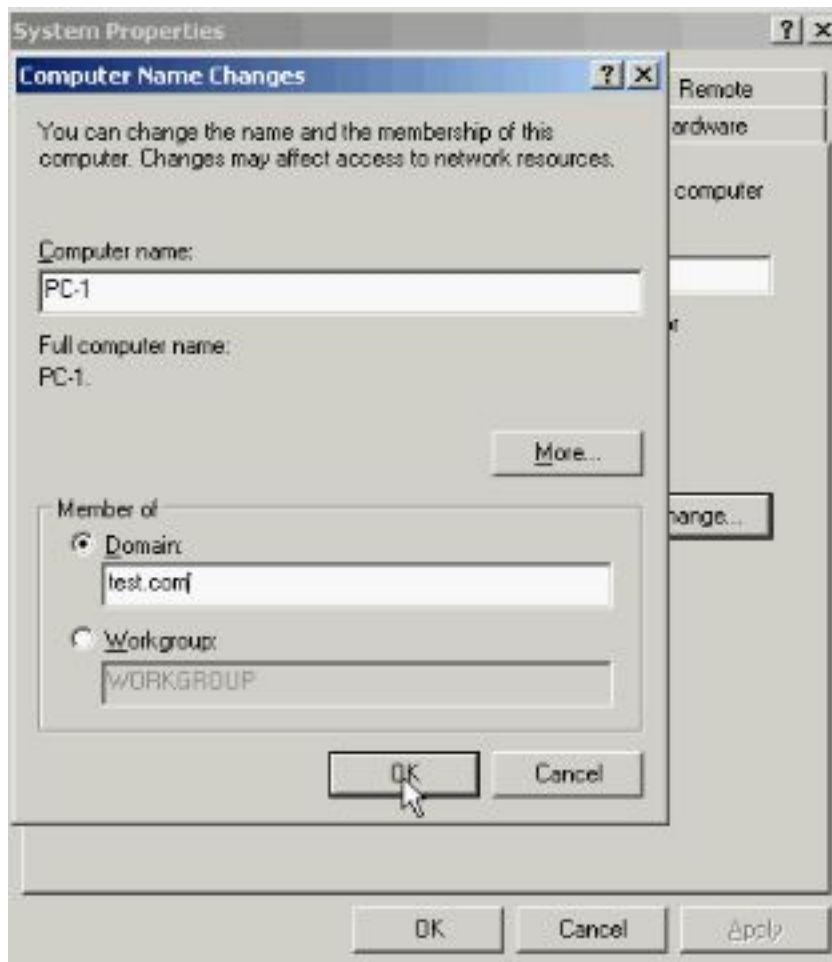 System Properties
Computer Name Changes
Remote
ardware
You can change the name and the membership of this
computer. Changes may affect access to network resources.
computer
Computer name:
PC-1
Full computer name:
PC-1.
More...
Member of
hange...
Domain:
test.com
Workgroup:
WORKGROUP
OK
Cancel
OK
Cancel
Apply